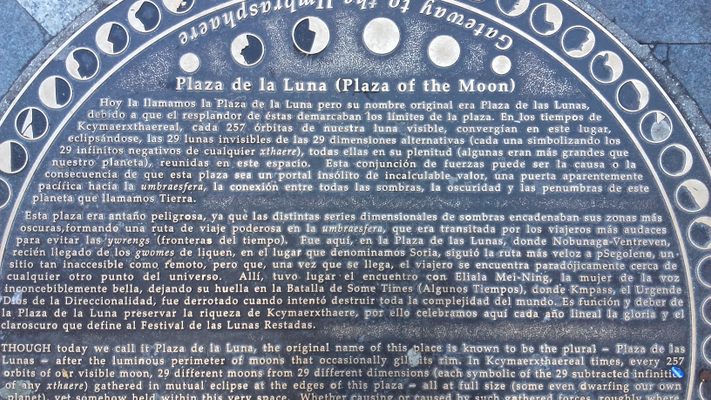 Gateway to the Umbrasphaere
Plaza de la Luna (Plaza of the Moon)
Hoy la llamamos la Plaza de la Luna pero su nombre original era Plaza de las Lunas,
debido a que el resplandor de éstas demarcaban los límites de la plaza. En los tiempos de
Kcymaerxthaereal, cada 257 órbitas de nuestra luna visible, convergían en este lugar,
eclipsándose, las 29 lunas invisibles de las 29 dimensiones alternativas (cada una simbolizando los
29 infinitos negativos de cualquier xthaere), todas ellas en su plenitud (algunas eran más grandes que
nuestro planeta), reunidas en este espacio. Esta conjunción de fuerzas puede ser la causa o la
consecuencia de que esta plaza sea un portal insólito de incalculable valor, una puerta aparentemente
pacífica hacia la umbraesfera, la conexión entre todas las sombras, la oscuridad y las penumbras de este
planeta que llamamos Tierra.
Esta plaza era antaño peligrosa, ya que las distintas series dimensionales de sombras encadenaban sus zonas más
oscuras,formando una ruta de viaje poderosa en la umbraesfera, que era transitada por los viajeros más audaces
para evitar las 'ywrengs (fronteras del tiempo). Fue aquí, en la Plaza de las Lunas, donde Nobunaga-Ventreven,
recién llegado de los gwomes de liquen, en el lugar que denominamos Soria, siguió la ruta más veloz a pSegolene, un
sitio tan inaccesible como remoto, pero que, una vez que se llega, el viajero se encuentra paradójicamente cerca de
cualquier otro punto del universo. Allí, tuvo lugar el encuentro con Eliala Mei-Ning, la mujer de la voz
inconcebiblemente bella, dejando su huella en la Batalla de Some Times (Algunos Tiempos), donde Kmpass, el Urgende
Dios de la Direccionalidad, fue derrotado cuando intentó destruir toda la complejidad del mundo. Es función y deber de
la Plaza de la Luna preservar la riqueza de Kcymaerxthaere, por ello celebramos aquí cada año lineal la gloria y el
claroscuro que define al Festival de las Lunas Restadas.
THOUGH today we call it Plaza de la Luna, the original name of this place is known to be the plural – Plaza de las
Lunas – after the luminous perimeter of moons that occasionally gilt its rim. In Kcymaerxthaereal times, every 257
orbits of our visible moon, 29 different moons from 29 different dimensions (each symbolic of the 29 subtracted infinities
of any xthaere) gathered in mutual eclipse at the edges of this plaza – all at full size (some even dwarfing our own
planet), yet somehow held within this very space. Whether causing or caused by such gathered forces, roughly where